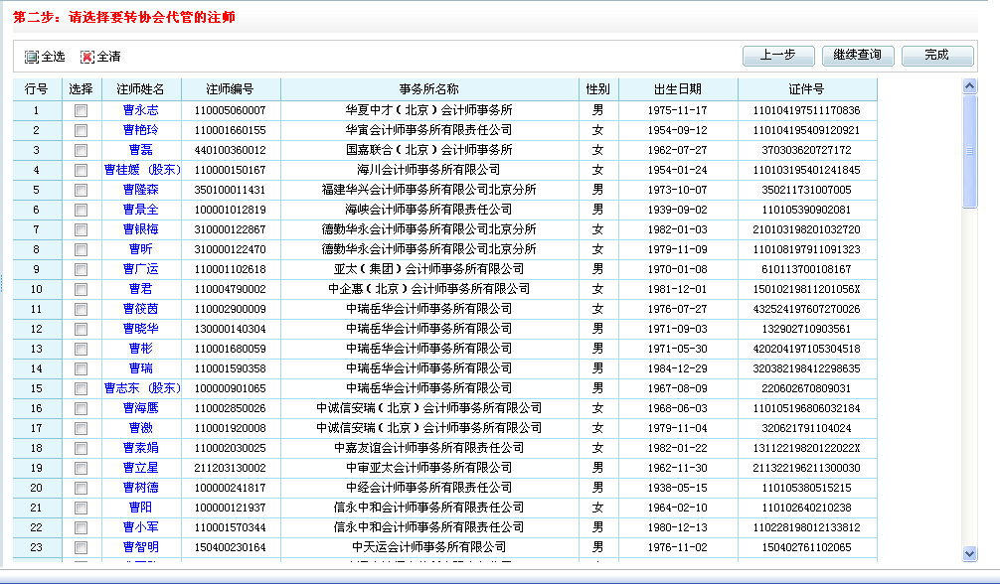 第二步：请选择要转协会代管的注师
全选 全清 上一步 继续查询 完成
行号 选择 注师姓名 注师编号 事务所名称 性别 出生日期 证件号
1 曹永志 110005060007 华夏中才（北京）会计师事务所 男 1975-11-17 110104197511170836
2 曹艳玲 110001660155 华寅会计师事务所有限责任公司 女 1954-09-12 110104195409120921
3 曹磊 440100360012 国嘉联合（北京）会计师事务所 女 1962-07-27 370303620727172
4 曹桂媛（股东） 110000150167 海川会计师事务所有限公司 女 1954-01-24 110103195401241845
5 曹隆森 350100011431 福建华兴会计师事务所有限公司北京分所 男 1973-10-07 350211731007005
6 曹景全 100001012819 海峡会计师事务所有限责任公司 男 1939-09-02 110105390902081
7 曹银梅 310000122867 德勤华永会计师事务所有限公司北京分所 女 1982-01-03 210103198201032720
8 曹昕 310000122470 德勤华永会计师事务所有限公司北京分所 女 1979-11-09 110108197911091323
9 曹广运 110001102618 亚太（集团）会计师事务所有限公司 男 1970-01-08 610113700108167
10 曹君 110004790002 中企惠（北京）会计师事务所有限公司 女 1981-12-01 15010219811201056X
11 曹筱茵 110002900009 中瑞岳华会计师事务所有限公司 女 1976-07-27 432524197607270026
12 曹晓华 130000140304 中瑞岳华会计师事务所有限公司 男 1971-09-03 132902710903561
13 曹彬 110001680059 中瑞岳华会计师事务所有限公司 男 1971-05-30 420204197105304518
14 曹瑞 110001590358 中瑞岳华会计师事务所有限公司 男 1984-12-29 320382198412298635
15 曹志东（股东） 100000901065 中瑞岳华会计师事务所有限公司 男 1967-08-09 220602670809031
16 曹海鹰 110002850026 中诚信安瑞（北京）会计师事务所有限公司 女 1968-06-03 110105196806032184
17 曹激 110001920008 中诚信安瑞（北京）会计师事务所有限公司 女 1979-11-04 320621791104024
18 曹素娟 110002030025 中嘉友谊会计师事务所有限责任公司 女 1982-01-22 13112219820122022X
19 曹立星 211203130002 中审亚太会计师事务所有限公司 男 1962-11-30 211322196211300030
20 曹树德 100000241817 中经会计师事务所有限责任公司 男 1938-05-15 110105380515215
21 曹阳 100000121937 信永中和会计师事务所有限责任公司 女 1964-02-10 110102640210238
22 曹小军 110001570344 信永中和会计师事务所有限责任公司 男 1980-12-13 110228198012133812
23 曹智明 150400230164 中天运会计师事务所有限公司 男 1976-11-02 150402761102065